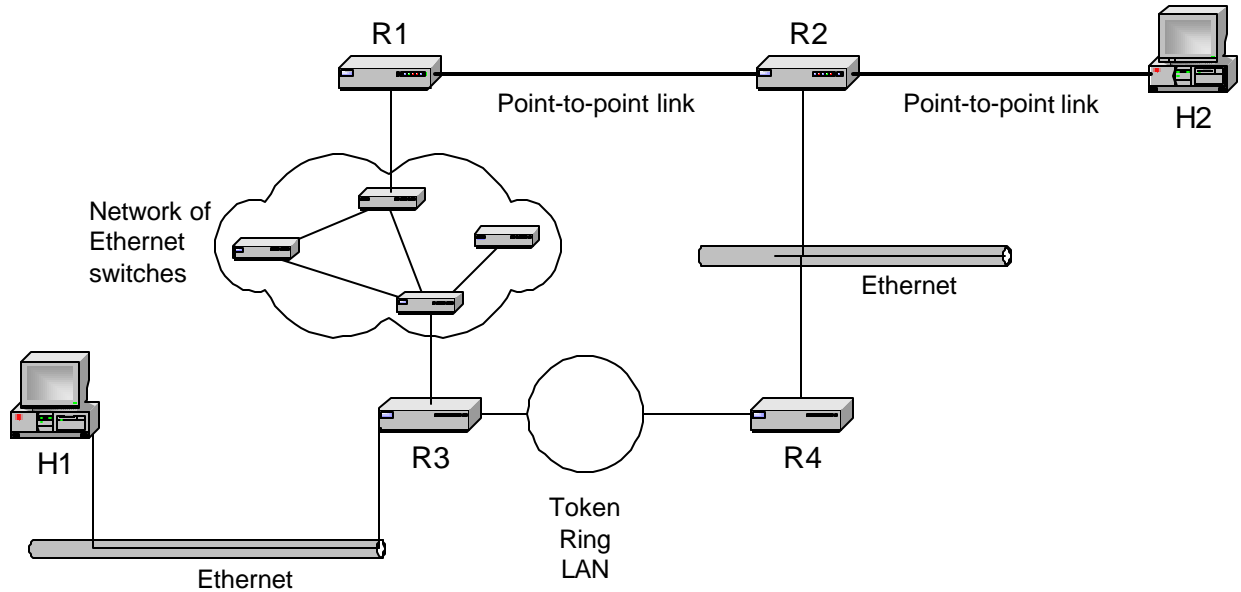 R1
R2
Point-to-point link
Point-to-point link
H2
Network of
Ethernet
switches
Ethernet
H1
R3
R4
Token
Ring
LAN
Ethernet